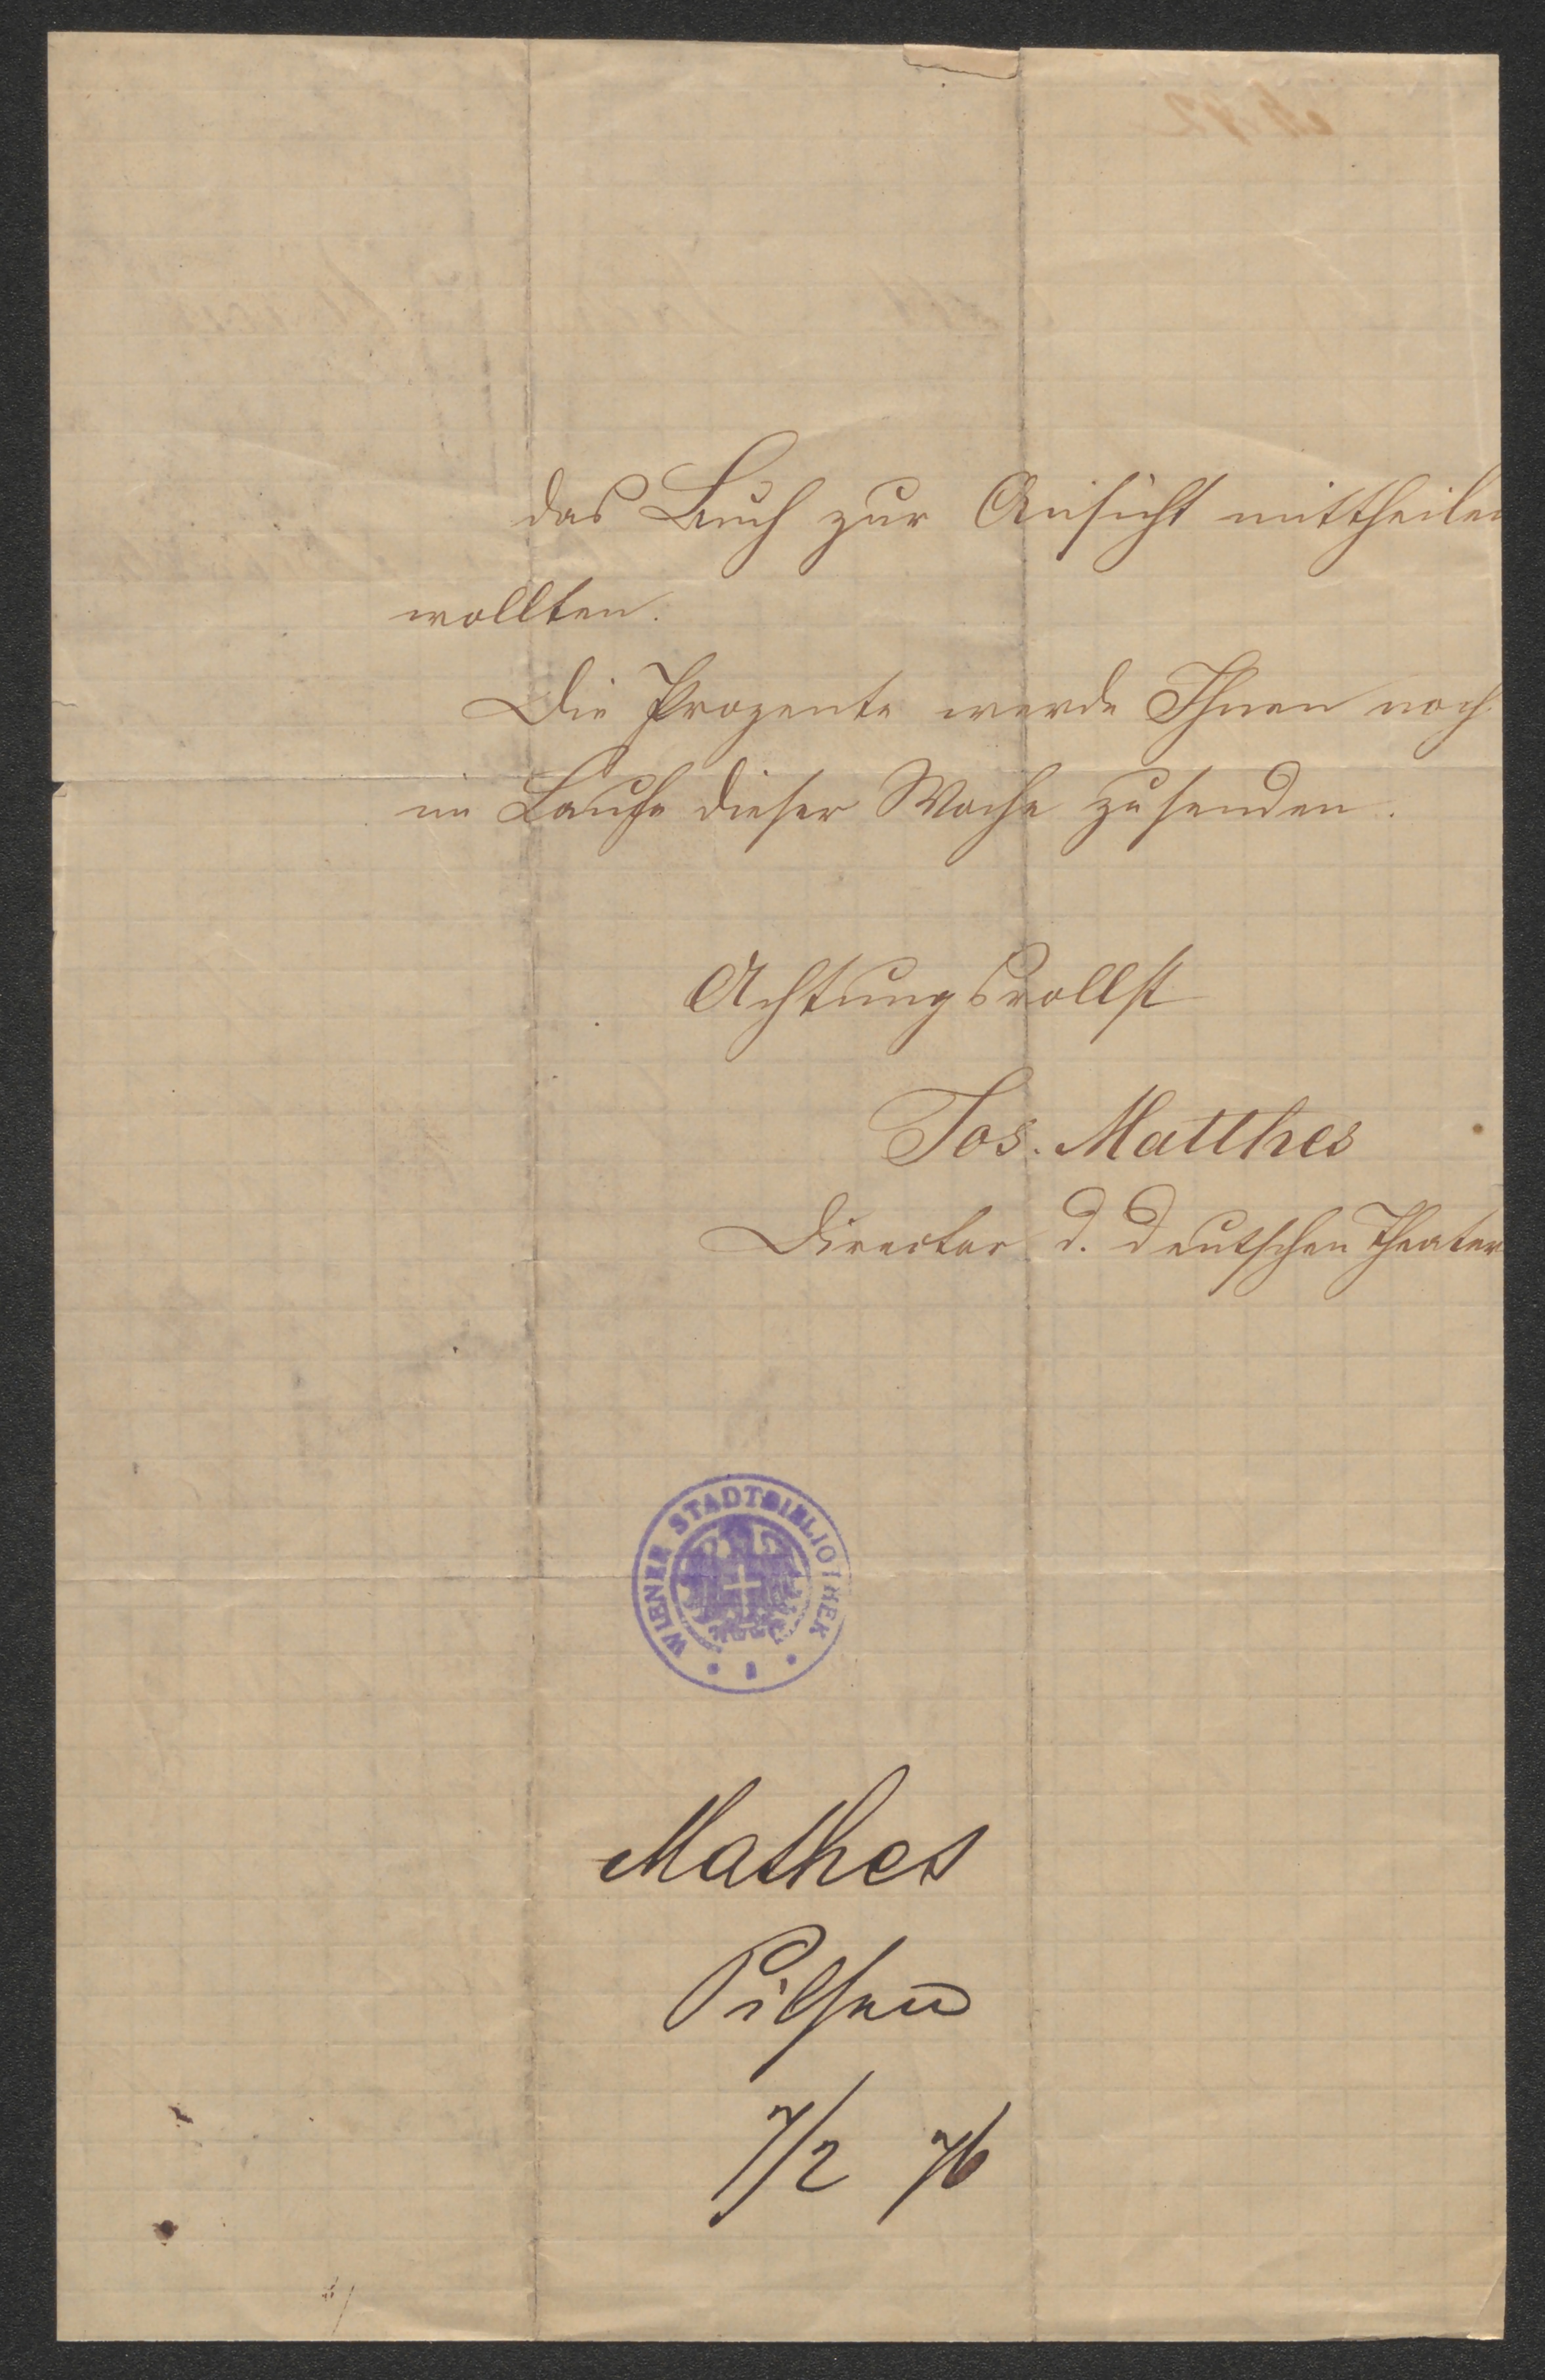 das Buch zur Ansicht mittheilen
wollten.
Die Prozente werde Ihnen noch
im Laufe dieser Woche zusenden.
Achtungsvollst
Jos. Matthes
Director d. deutschen Theater
WIENER STADTBIBLIOTHEK
Mathes
Pilsen
7/2 76